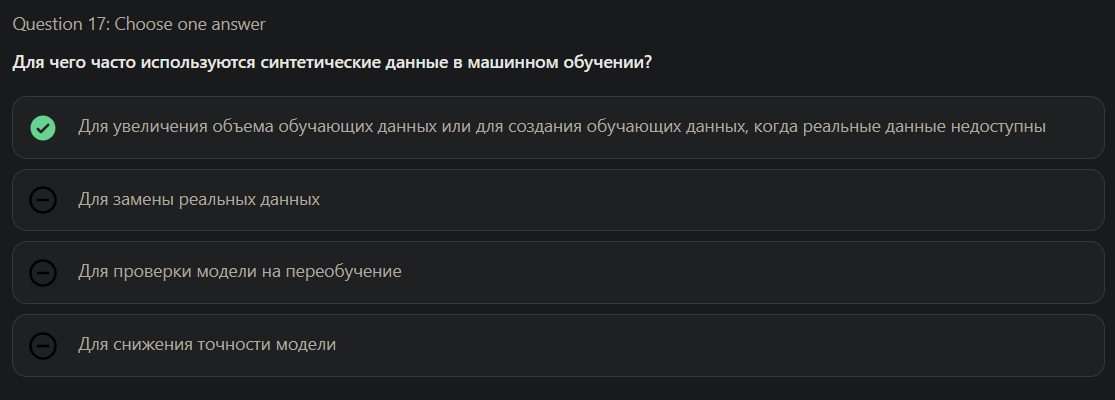 Question 17: Choose one answer
Для чего часто используются синтетические данные в машинном обучении?
Для увеличения объема обучающих данных или для создания обучающих данных, когда реальные данные недоступны
Для замены реальных данных
Для проверки модели на переобучение
Для снижения точности модели